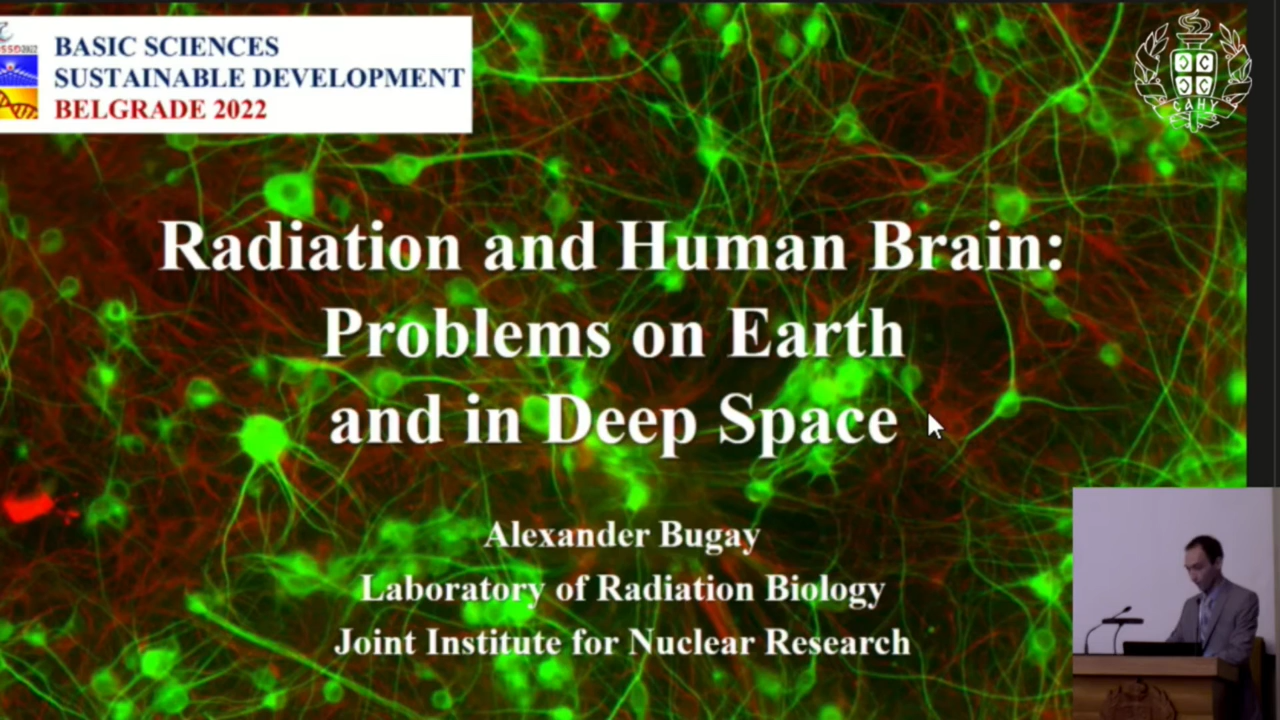 BASIC SCIENCES
SUSTAINABLE DEVELOPMENT
BELGRADE 2022
САНУ
Radiation and Human Brain:
Problems on Earth
and in Deep Space
Alexander Bugay
Laboratory of Radiation Biology
Joint Institute for Nuclear Research